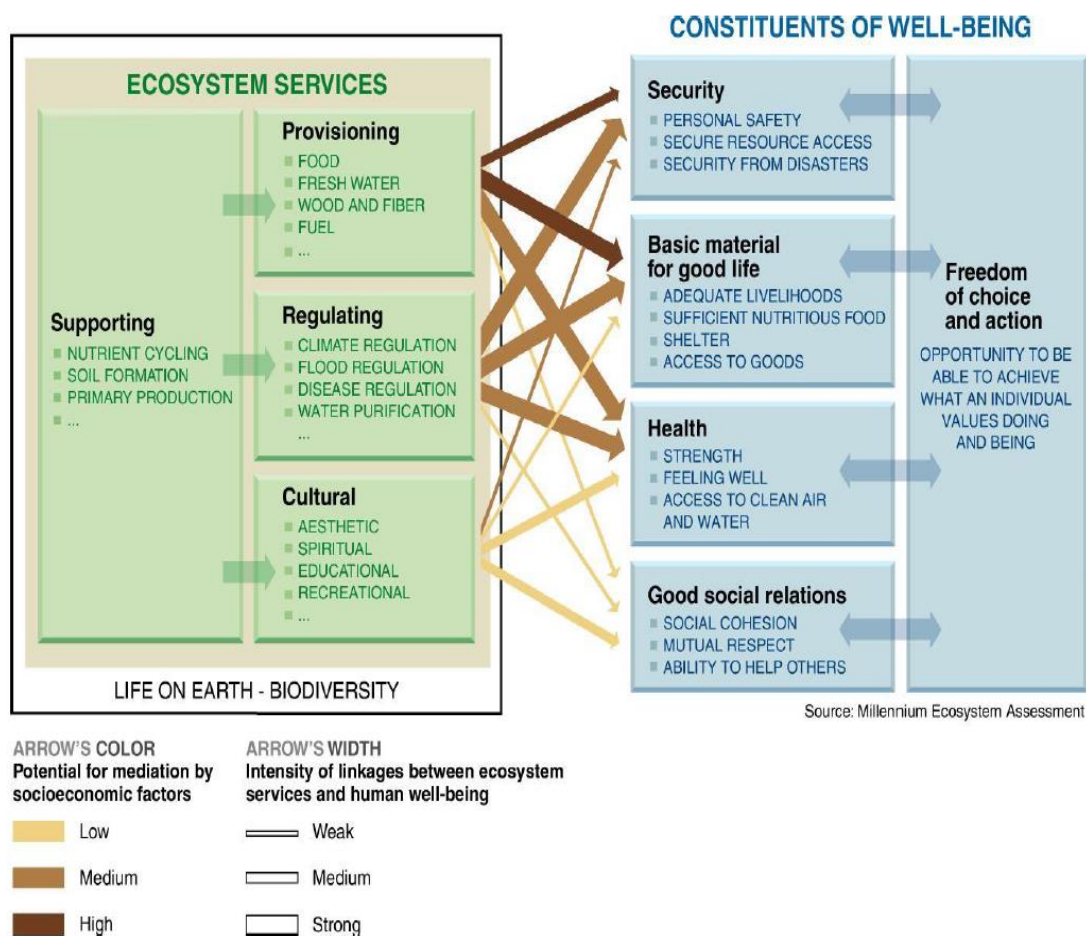 CONSTITUENTS OF WELL-BEING
ECOSYSTEM SERVICES
Supporting
NUTRIENT CYCLING
SOIL FORMATION
PRIMARY PRODUCTION
...
Provisioning
FOOD
FRESH WATER
WOOD AND FIBER
FUEL
...
Regulating
CLIMATE REGULATION
FLOOD REGULATION
DISEASE REGULATION
WATER PURIFICATION
...
Cultural
AESTHETIC
SPIRITUAL
EDUCATIONAL
RECREATIONAL
...
LIFE ON EARTH - BIODIVERSITY
Security
PERSONAL SAFETY
SECURE RESOURCE ACCESS
SECURITY FROM DISASTERS
Basic material
for good life
ADEQUATE LIVELIHOODS
SUFFICIENT NUTRITIOUS FOOD
SHELTER
ACCESS TO GOODS
Health
STRENGTH
FEELING WELL
ACCESS TO CLEAN AIR
AND WATER
Good social relations
SOCIAL COHESION
MUTUAL RESPECT
ABILITY TO HELP OTHERS
Freedom
of choice
and action
OPPORTUNITY TO BE
ABLE TO ACHIEVE
WHAT AN INDIVIDUAL
VALUES DOING
AND BEING
Source: Millennium Ecosystem Assessment
ARROW'S COLOR
Potential for mediation by
socioeconomic factors
Low
Medium
High
ARROW'S WIDTH
Intensity of linkages between ecosystem
services and human well-being
Weak
Medium
Strong